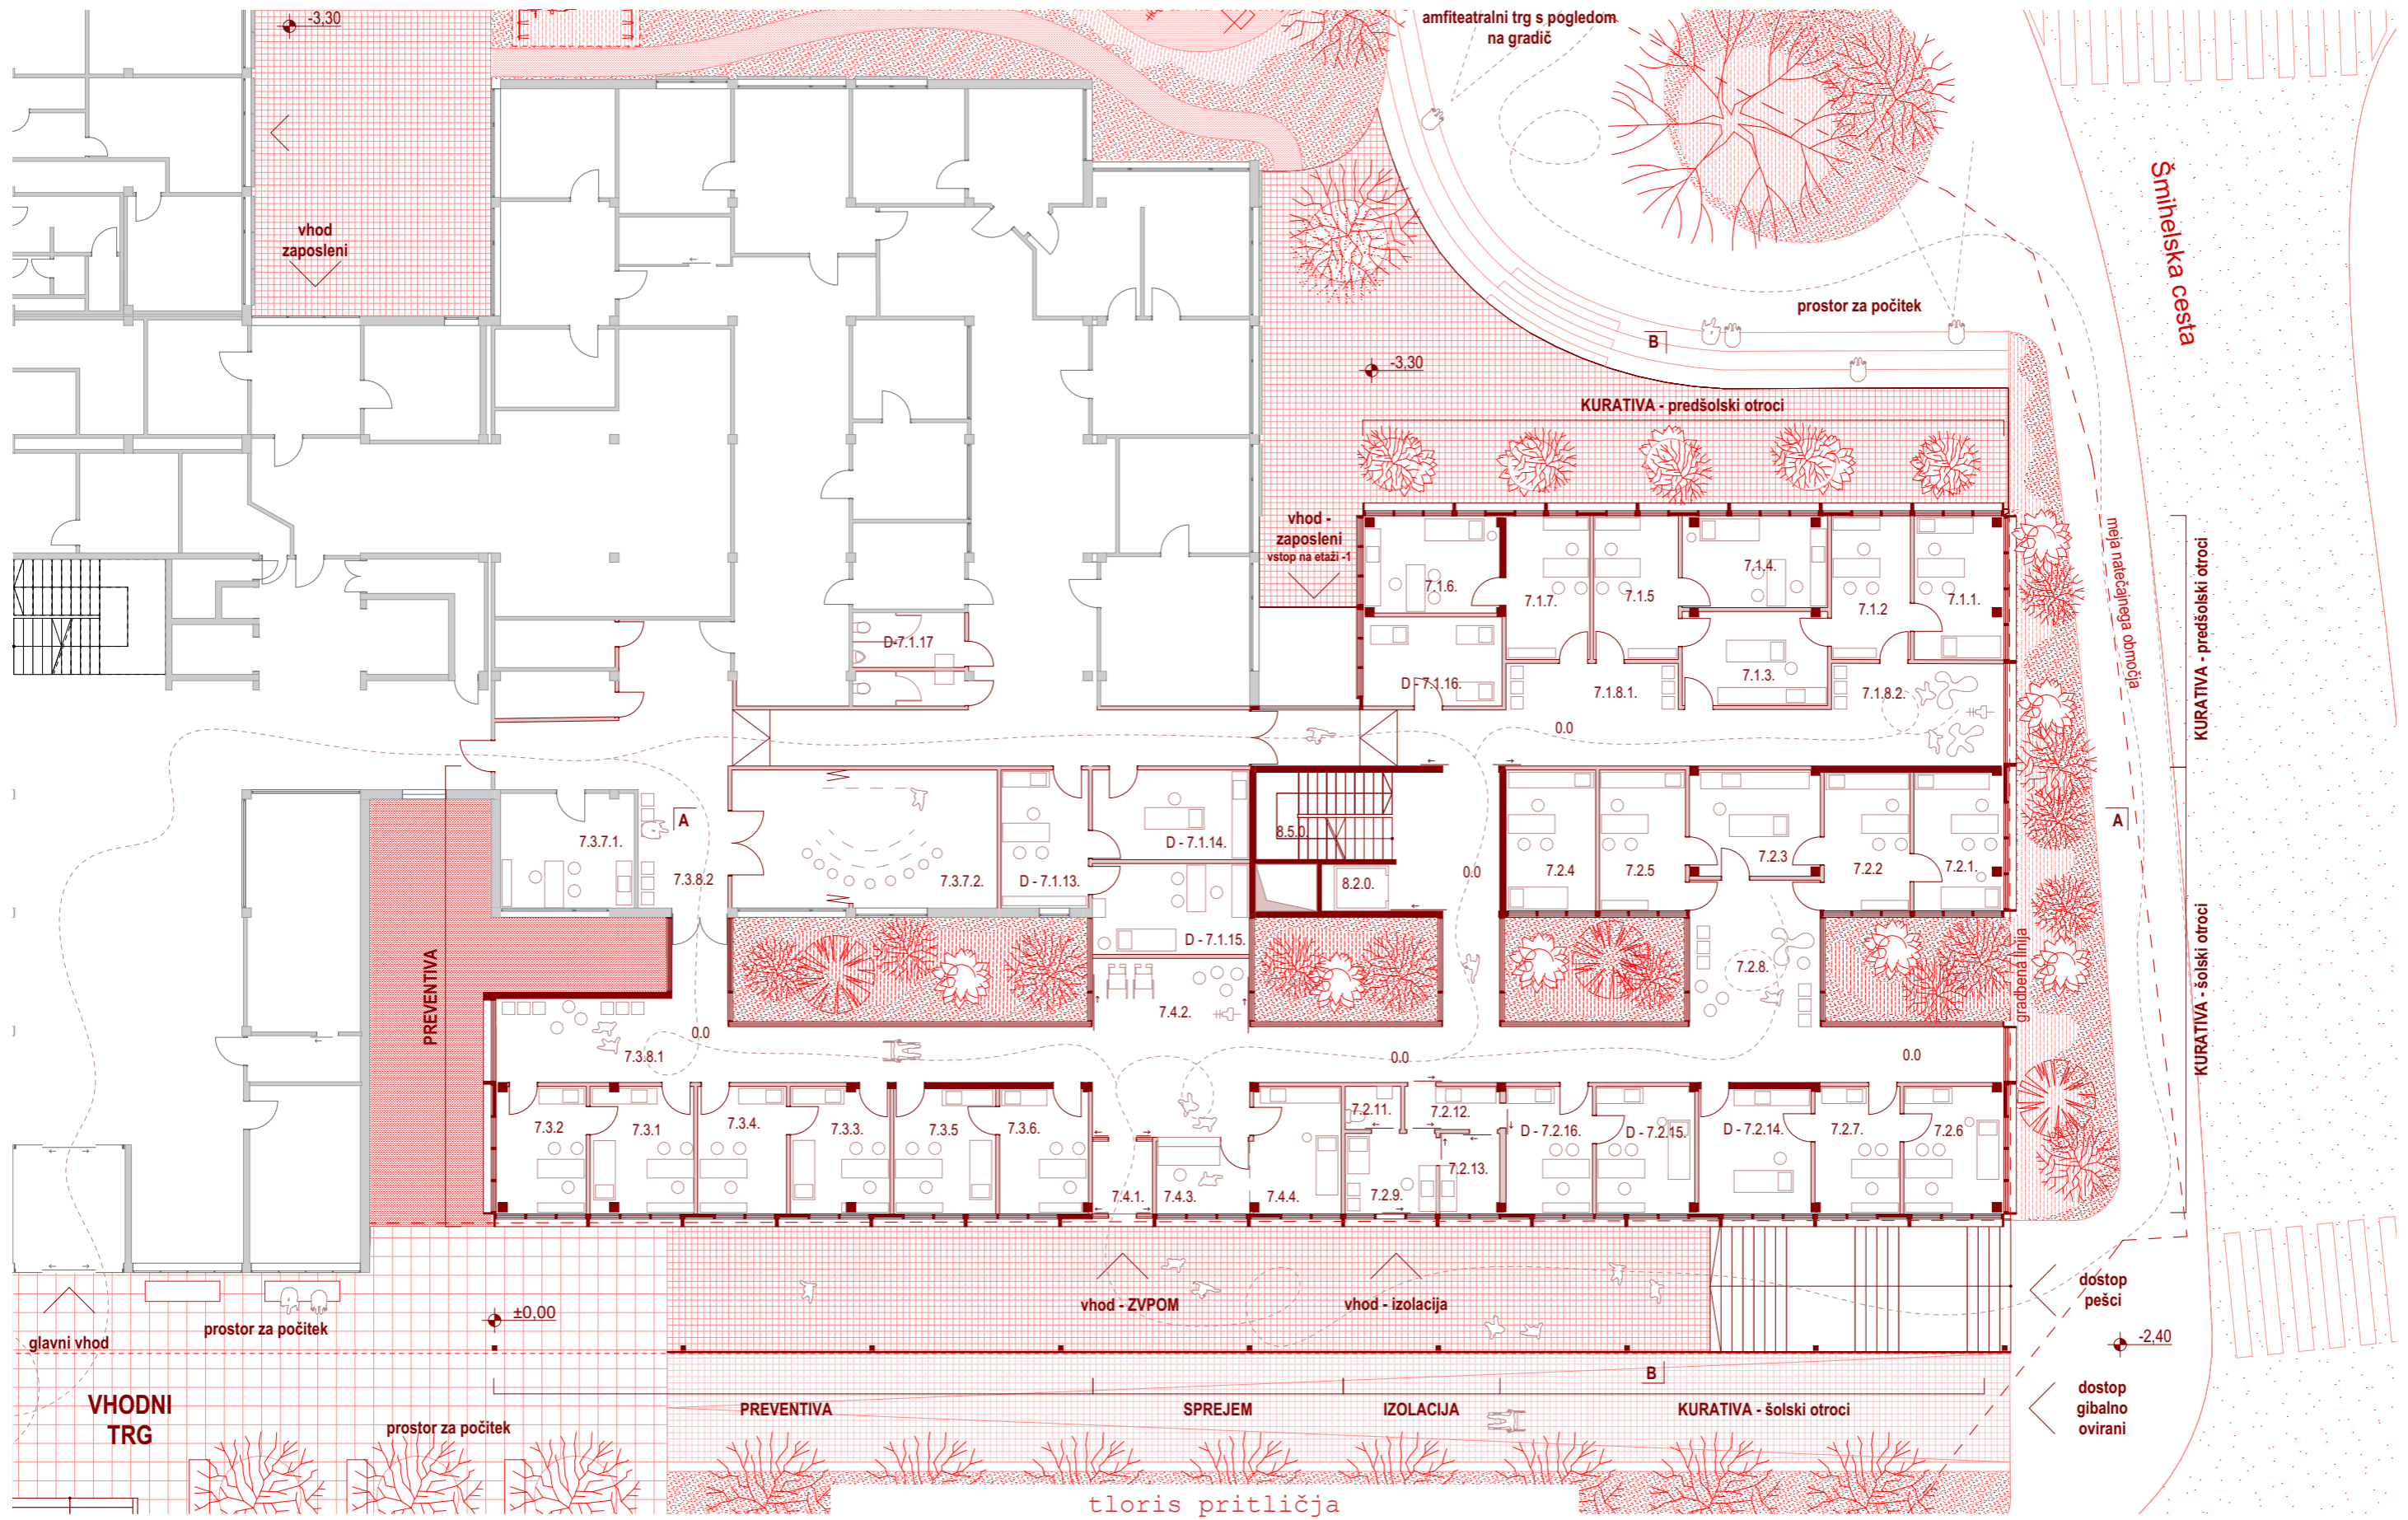 -3,30
amfiteatralni trg s pogledom
na gradič
vhod
zaposleni
Šmihelska cesta
prostor za počitek
B
-3,30
KURATIVA - predšolski otroci
vhod -
zaposleni
vstop na etaži -1
7.1.6.
7.1.7.
7.1.5
7.1.4.
7.1.2
7.1.1.
meja natečajnega območja
KURATIVA - predšolski otroci
D-7.1.17
D - 7.1.16.
7.1.8.1.
7.1.3.
7.1.8.2.
0.0
A
7.3.7.1.
7.3.8.2
7.3.7.2.
D - 7.1.13.
D - 7.1.14.
D - 7.1.15.
8.5.0.
8.2.0.
0.0
7.2.4
7.2.5
7.2.3
7.2.2
7.2.1.
A
PREVENTIVA
7.4.2.
7.2.8.
gradbena linija
KURATIVA - šolski otroci
7.3.8.1
0.0
0.0
0.0
7.3.2
7.3.1
7.3.4.
7.3.3.
7.3.5
7.3.6.
7.4.1.
7.4.3.
7.4.4.
7.2.11.
7.2.12.
7.2.9.
7.2.13.
D - 7.2.16.
D - 7.2.15.
D - 7.2.14.
7.2.7.
7.2.6
vhod - ZVPOM
vhod - izolacija
dostop
pešci
±0,00
prostor za počitek
glavni vhod
-2,40
B
VHODNI
TRG
prostor za počitek
PREVENTIVA
SPREJEM
IZOLACIJA
KURATIVA - šolski otroci
dostop
gibalno
ovirani
tloris pritličja